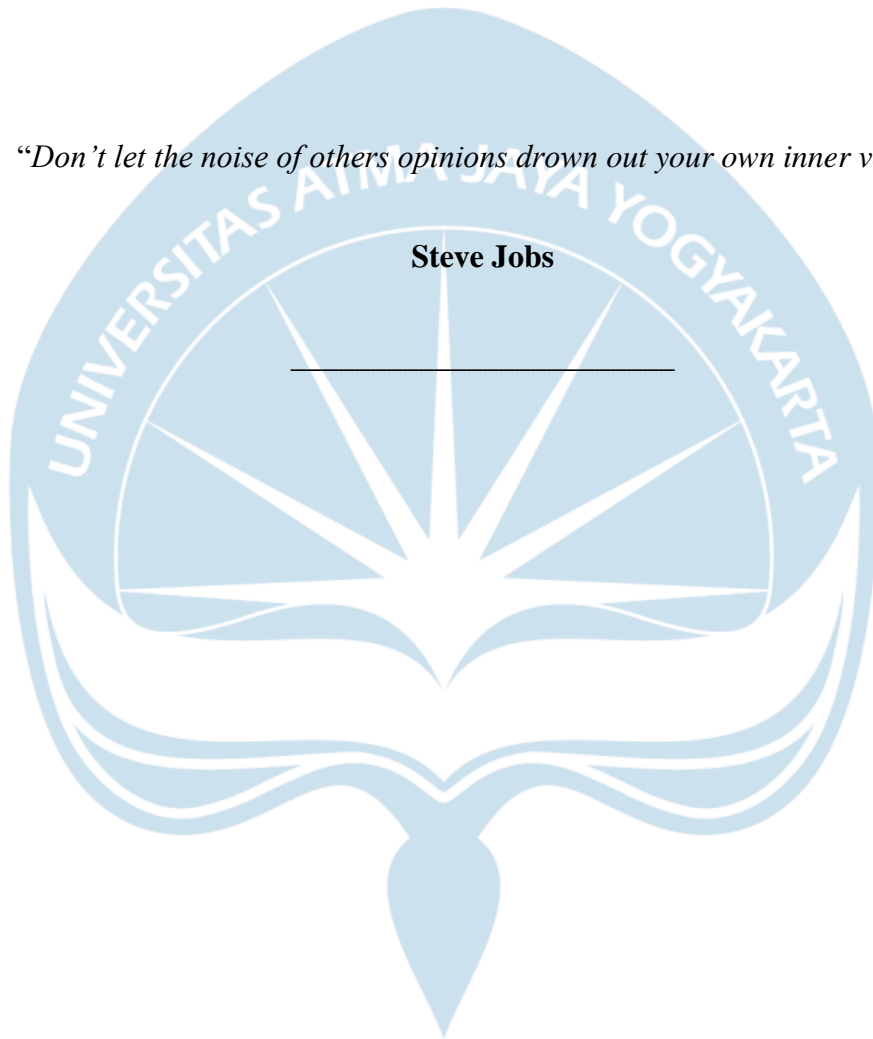 “Don’t let the noise of others opinions drown out your own inner v
UNIVERSITAS ATMA JAYA YOGYAKARTA
Steve Jobs